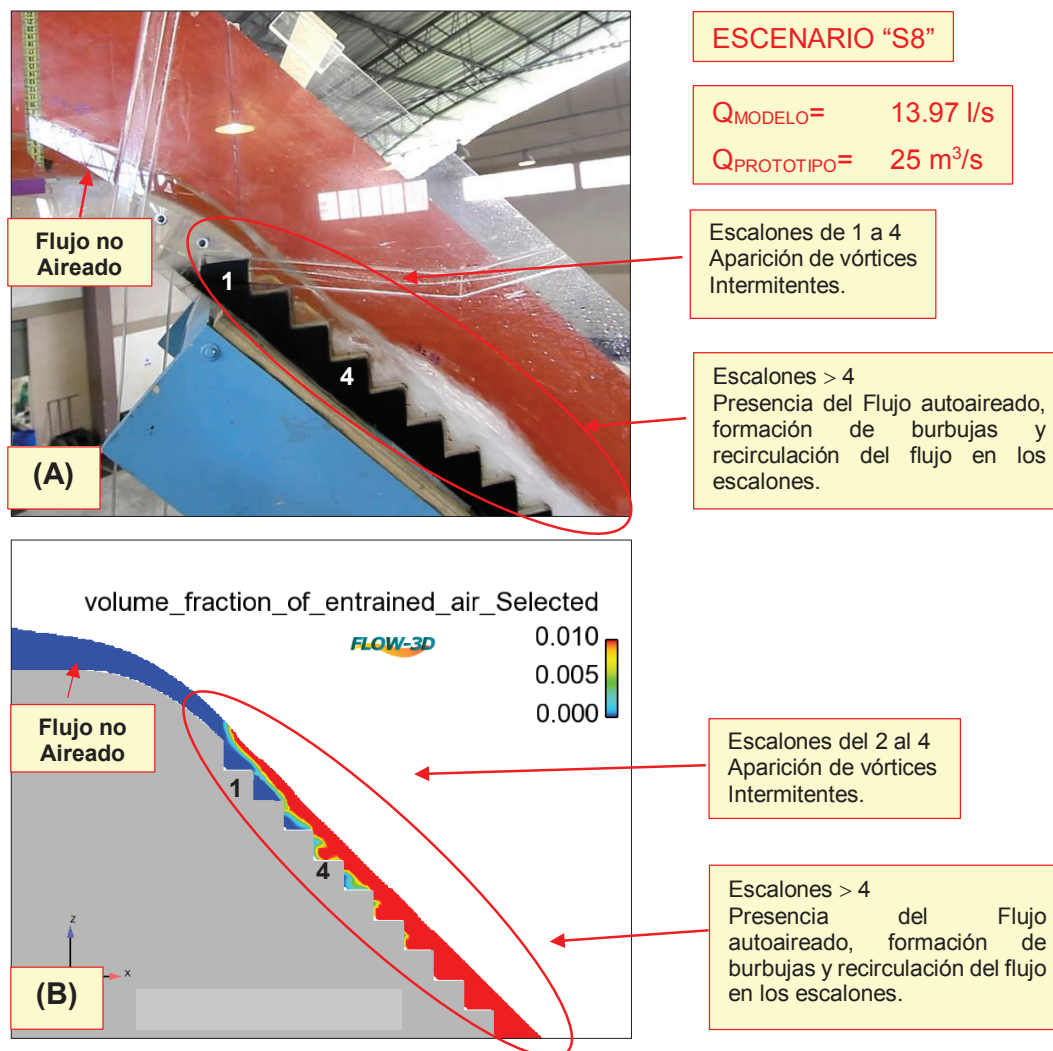 ESCENARIO “S8”
QMODELO= 13.97 l/s
QPROTOTIPO= 25 m³/s
Flujo no
Aireado
1
4
(A)
Escalones de 1 a 4
Aparición de vórtices
Intermitentes.
Escalones > 4
Presencia del Flujo autoaireado,
formación de burbujas y
recirculación del flujo en los
escalones.
volume_fraction_of_entrained_air_Selected
FLOW-3D
0.010
0.005
0.000
Flujo no
Aireado
1
4
z
x
(B)
Escalones del 2 al 4
Aparición de vórtices
Intermitentes.
Escalones > 4
Presencia del Flujo
autoaireado, formación de
burbujas y recirculación del flujo
en los escalones.